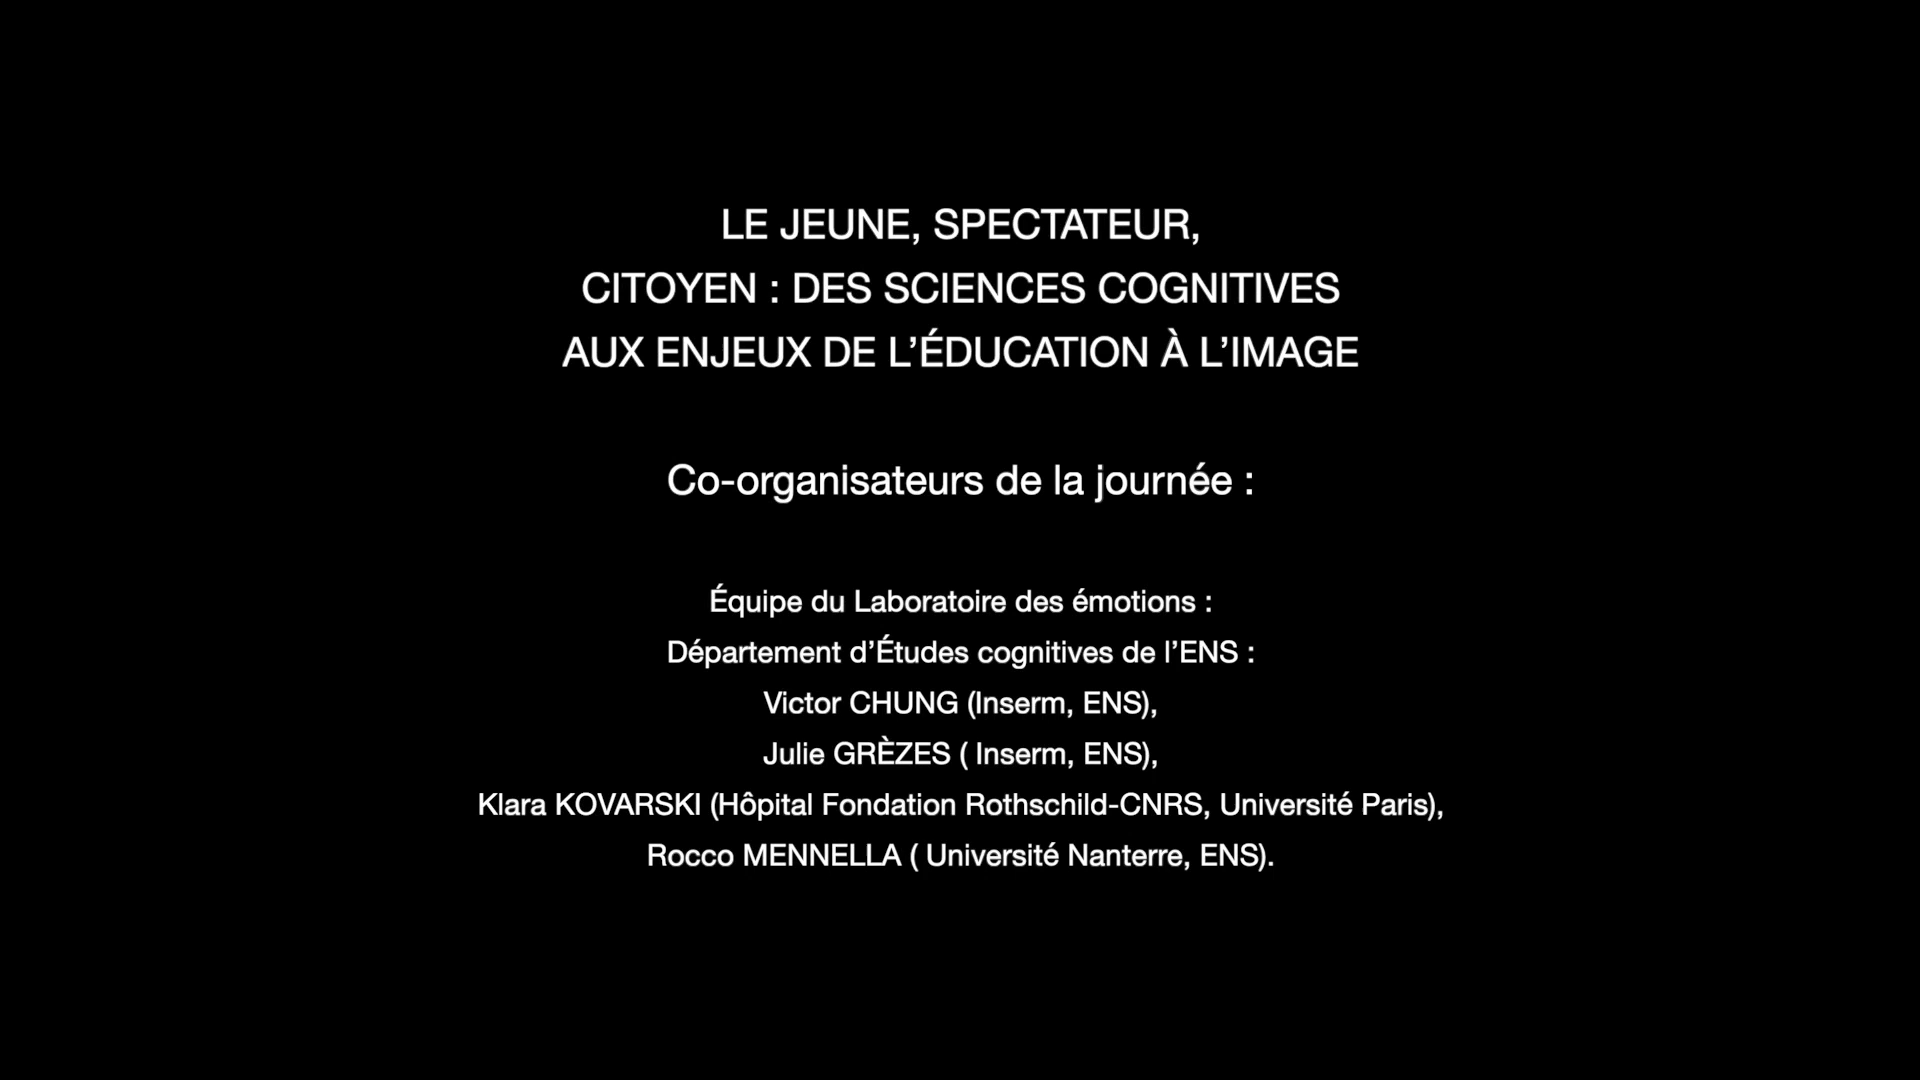 LE JEUNE, SPECTATEUR,
CITOYEN : DES SCIENCES COGNITIVES
AUX ENJEUX DE L’ÉDUCATION À L’IMAGE
Co-organisateurs de la journée :
Équipe du Laboratoire des émotions :
Département d’Études cognitives de l’ENS :
Victor CHUNG (Inserm, ENS),
Julie GRÈZES ( Inserm, ENS),
Klara KOVARSKI (Hôpital Fondation Rothschild-CNRS, Université Paris),
Rocco MENNELLA ( Université Nanterre, ENS).